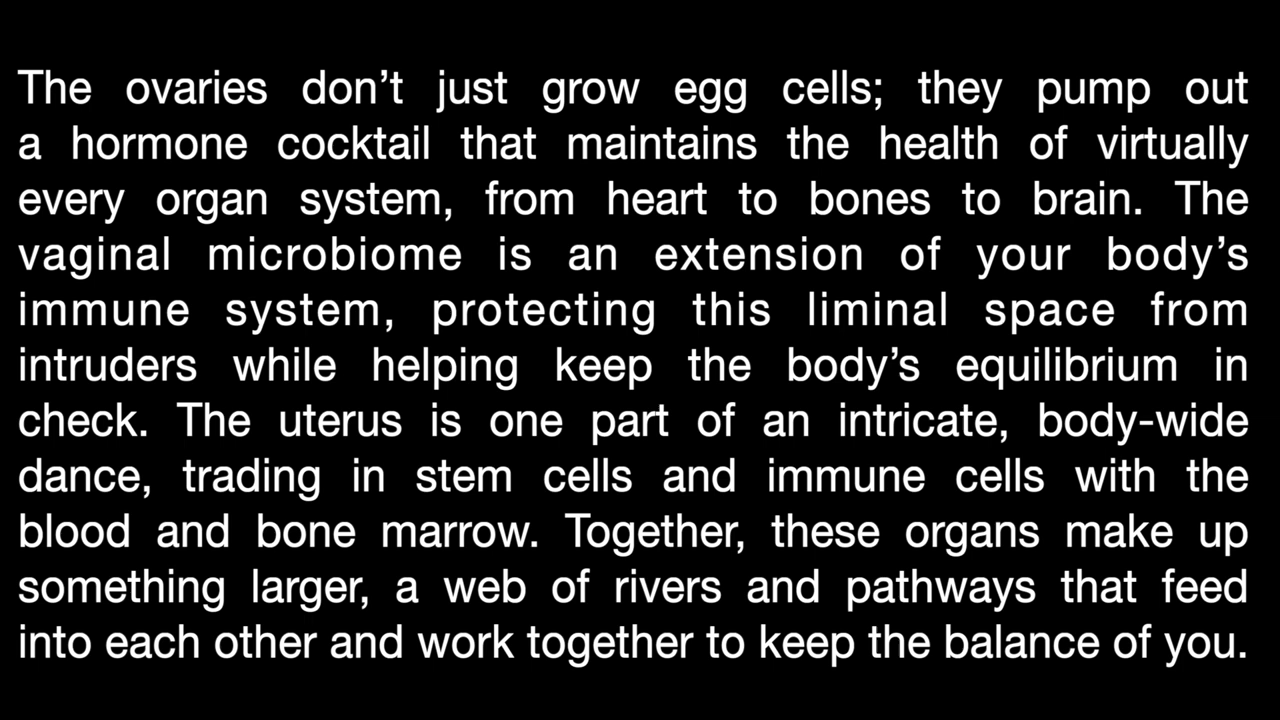 The ovaries don’t just grow egg cells; they pump out
a hormone cocktail that maintains the health of virtually
every organ system, from heart to bones to brain. The
vaginal microbiome is an extension of your body’s
immune system, protecting this liminal space from
intruders while helping keep the body’s equilibrium in
check. The uterus is one part of an intricate, body-wide
dance, trading in stem cells and immune cells with the
blood and bone marrow. Together, these organs make up
something larger, a web of rivers and pathways that feed
into each other and work together to keep the balance of you.